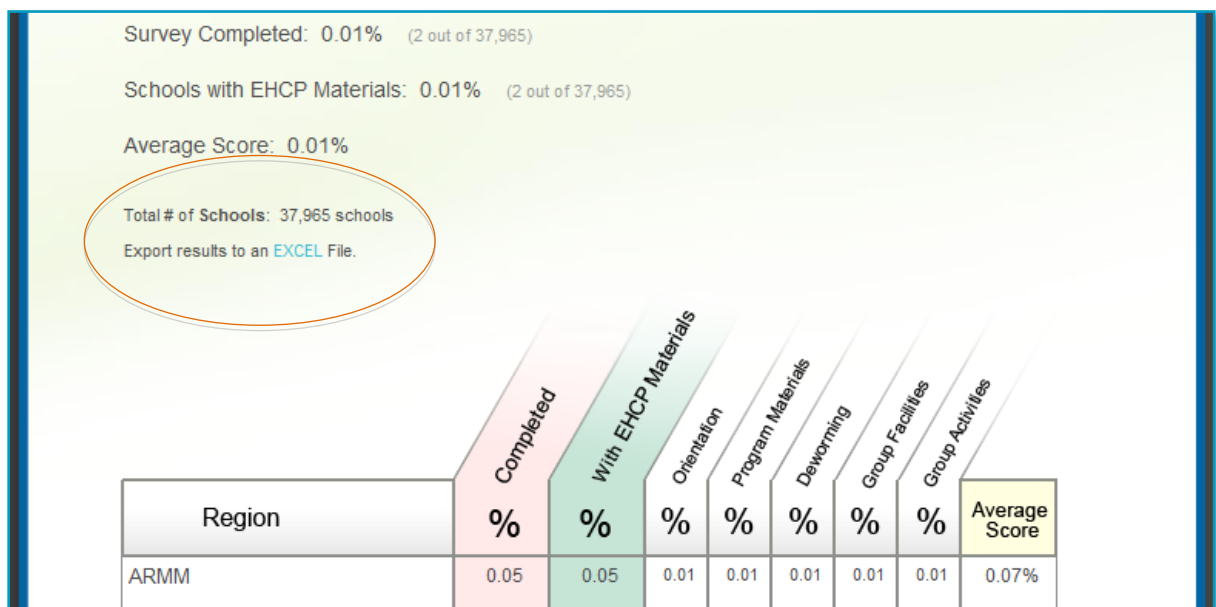 Survey Completed: 0.01% (2 out of 37,965)
Schools with EHCP Materials: 0.01% (2 out of 37,965)
Average Score: 0.01%
Total # of Schools: 37,965 schools
Export results to an EXCEL File.
Completed
With EHCP Materials
Orientation
Program Materials
Deworming
Group Facilities
Group Activities
Region % % % % % % % Average Score
ARMM 0.05 0.05 0.01 0.01 0.01 0.01 0.01 0.07%